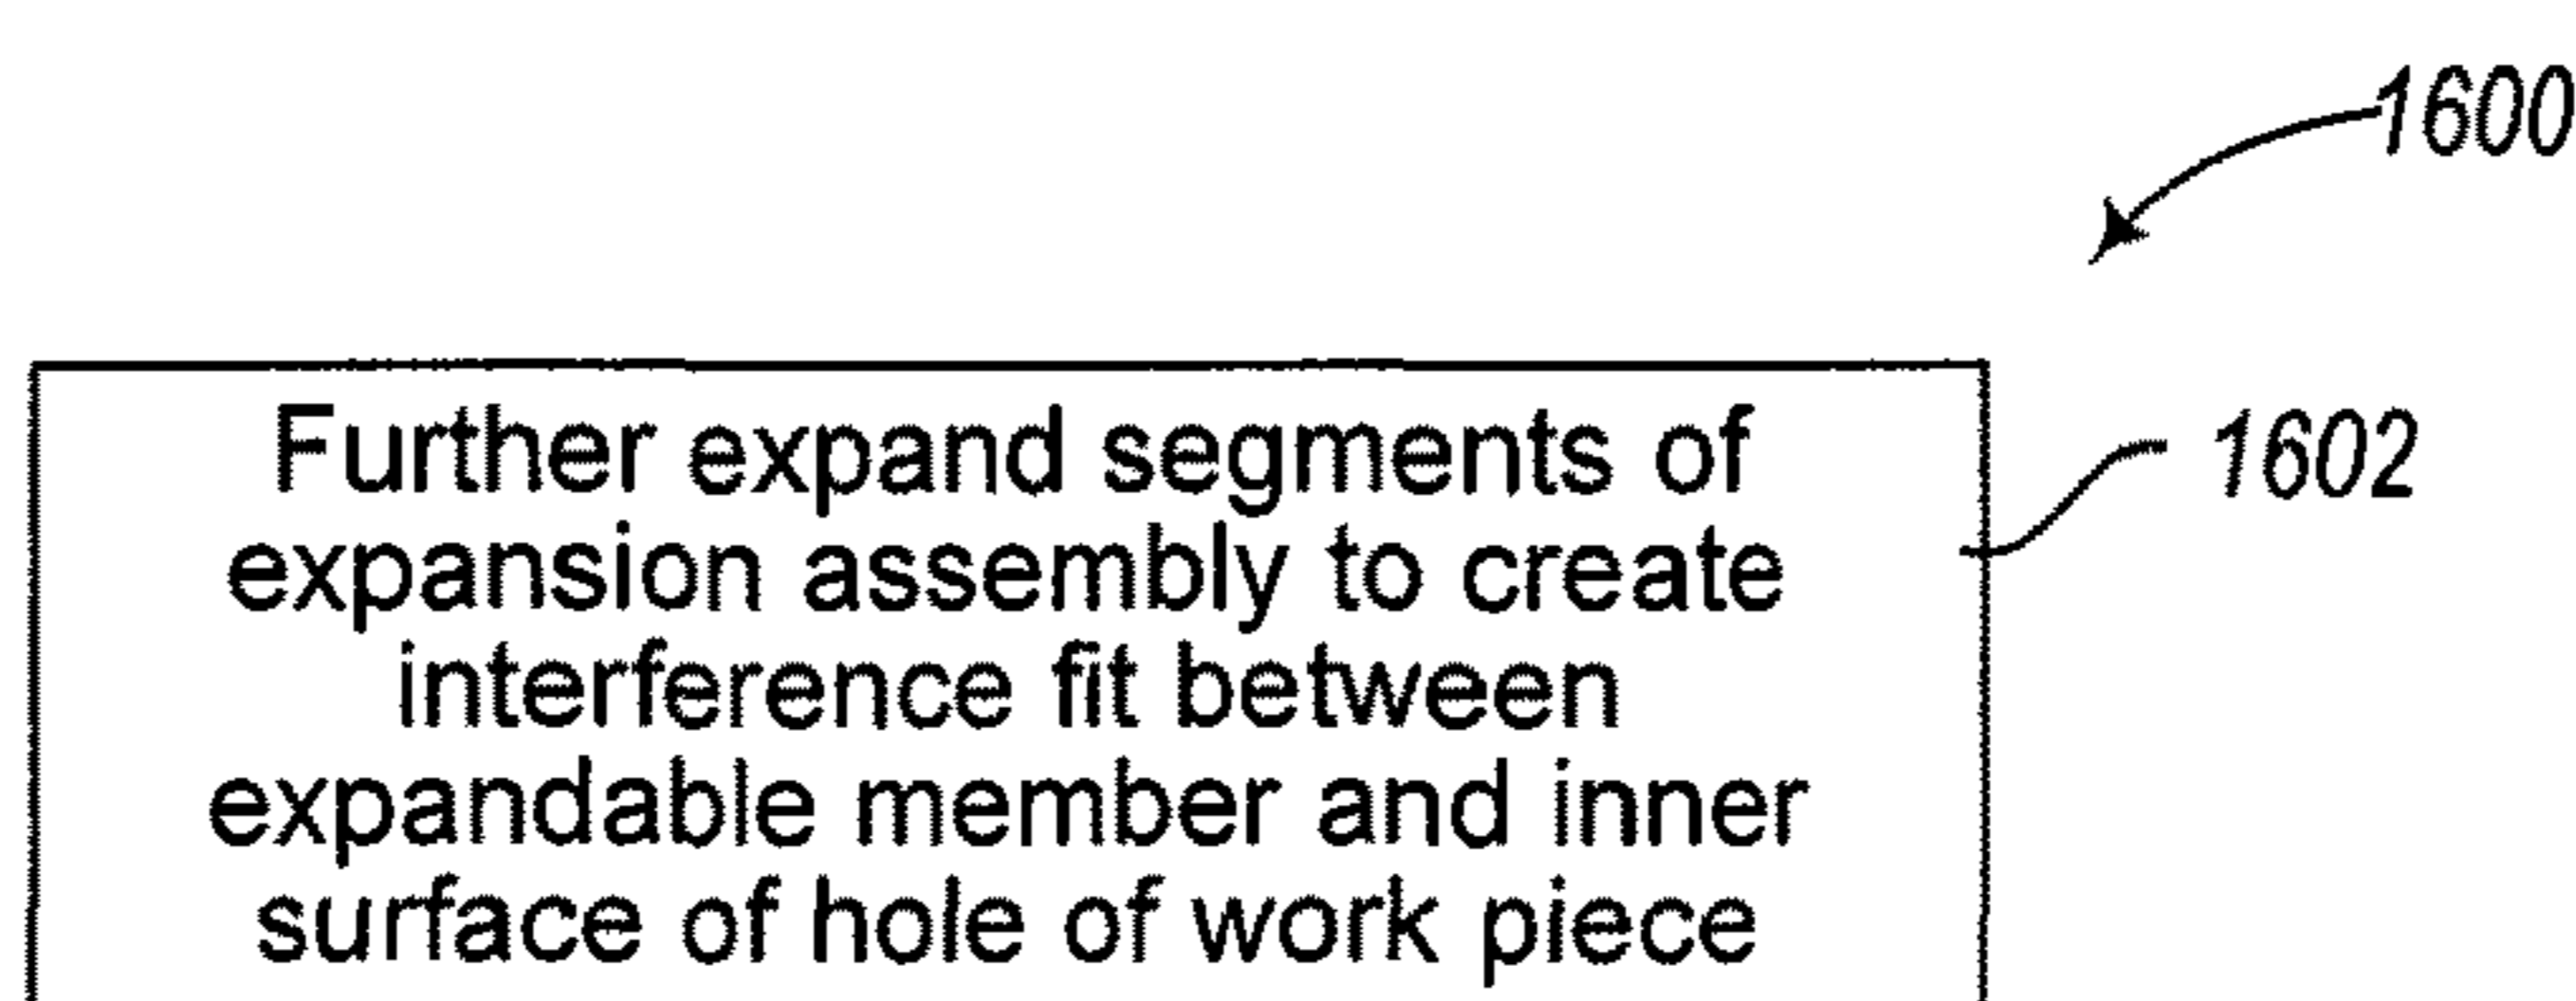 1600
Further expand segments of
1602
expansion assembly to create
interference fit between
expandable member and inner
surface of hole of work piece